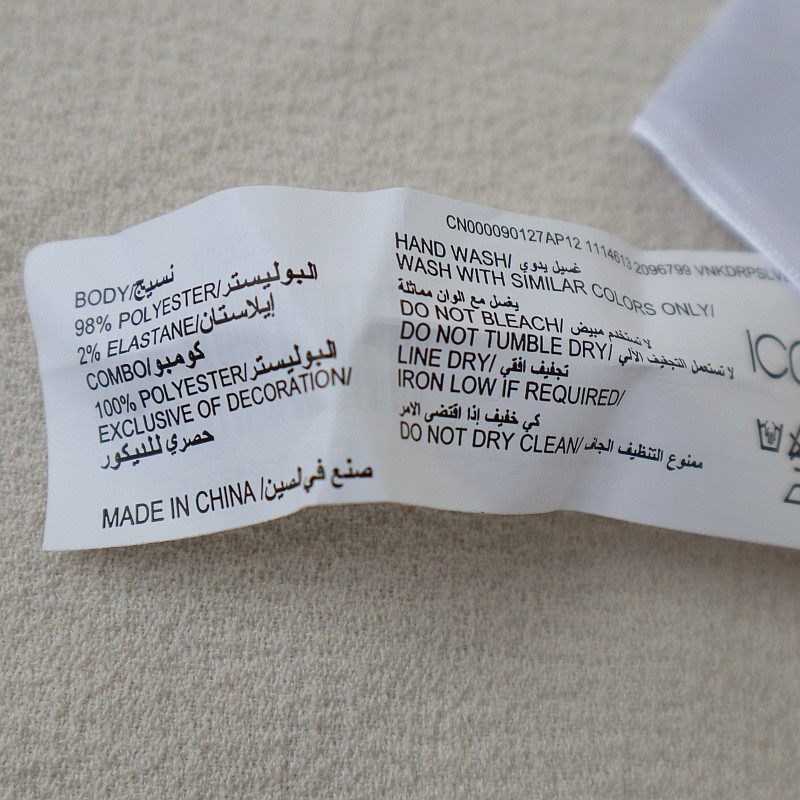 BODY/نسيج
98% POLYESTER/البوليستر
2% ELASTANE/إيلاستان
COMBO/كومبو
100% POLYESTER/البوليستر
EXCLUSIVE OF DECORATION/
حصري للديكور
MADE IN CHINA/صنع في لصين
CN000090127AP12 1114613 2096799 VNKDRPSLW
HAND WASH/ غسيل يدوي
WASH WITH SIMILAR COLORS ONLY/
يغسل مع الوان مماثلة
DO NOT BLEACH/ لا تستخدم مبيض
DO NOT TUMBLE DRY/ لا تستعمل التجفيف الآلي
LINE DRY/ تجفيف افقي
IRON LOW IF REQUIRED/
كي خفيف إذا اقتضى الامر
DO NOT DRY CLEAN/ ممنوع التنظيف الجاف